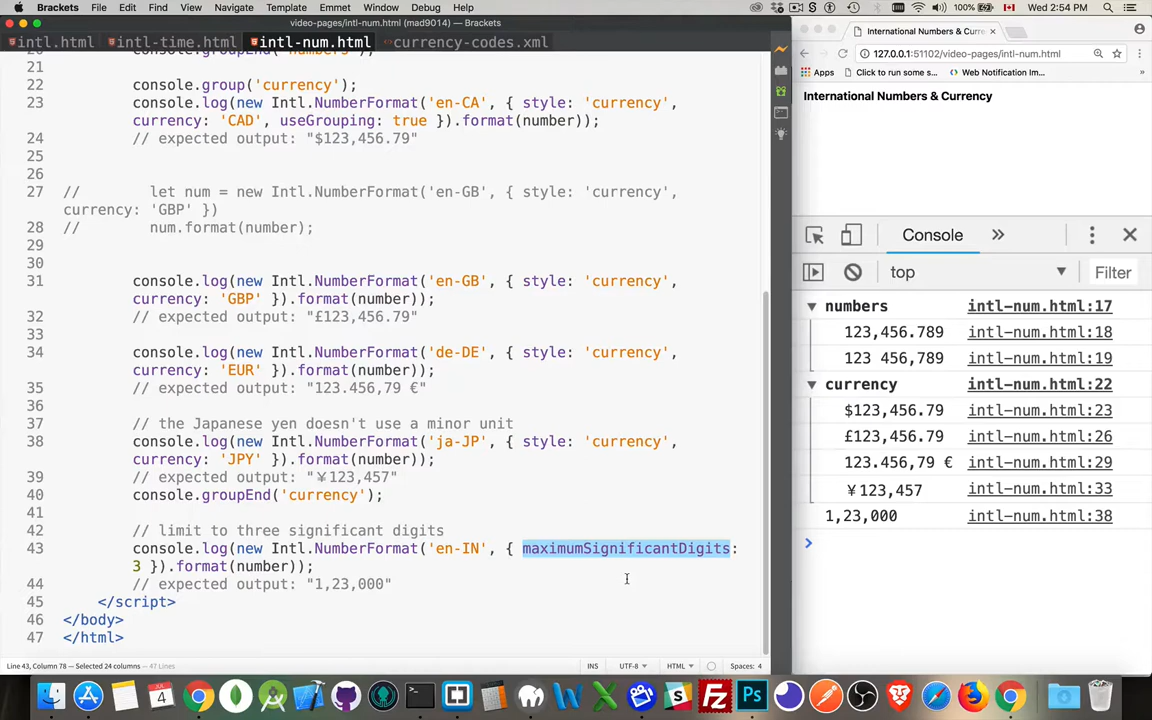 Brackets File Edit Find View Navigate Template Emmet Window Debug Help 100% Wed 2:54 PM
video-pages/intl-num.html (mad9014) — Brackets
intl.html intl-time.html intl-num.html currency-codes.xml
21
22 console.group('currency');
23 console.log(new Intl.NumberFormat('en-CA', { style: 'currency',
currency: 'CAD', useGrouping: true }).format(number));
24 // expected output: "$123,456.79"
25
26
27 // let num = new Intl.NumberFormat('en-GB', { style: 'currency',
currency: 'GBP' })
28 // num.format(number);
29
30
31 console.log(new Intl.NumberFormat('en-GB', { style: 'currency',
currency: 'GBP' }).format(number));
32 // expected output: "£123,456.79"
33
34 console.log(new Intl.NumberFormat('de-DE', { style: 'currency',
currency: 'EUR' }).format(number));
35 // expected output: "123.456,79 €"
36
37 // the Japanese yen doesn't use a minor unit
38 console.log(new Intl.NumberFormat('ja-JP', { style: 'currency',
currency: 'JPY' }).format(number));
39 // expected output: "￥123,457"
40 console.groupEnd('currency');
41
42 // limit to three significant digits
43 console.log(new Intl.NumberFormat('en-IN', { maximumSignificantDigits:
3 }).format(number));
44 // expected output: "1,23,000"
45 </script>
46 </body>
47 </html>
Line 43, Column 78 — Selected 24 columns — 47 Lines INS UTF-8 HTML Spaces: 4
International Numbers & Curre
127.0.0.1:51102/video-pages/intl-num.html
Apps Click to run some s... Web Notification Im... »
International Numbers & Currency
Console »
top Filter
numbers intl-num.html:17
123,456.789 intl-num.html:18
123 456,789 intl-num.html:19
currency intl-num.html:22
$123,456.79 intl-num.html:23
£123,456.79 intl-num.html:26
123.456,79 € intl-num.html:29
￥123,457 intl-num.html:33
1,23,000 intl-num.html:38